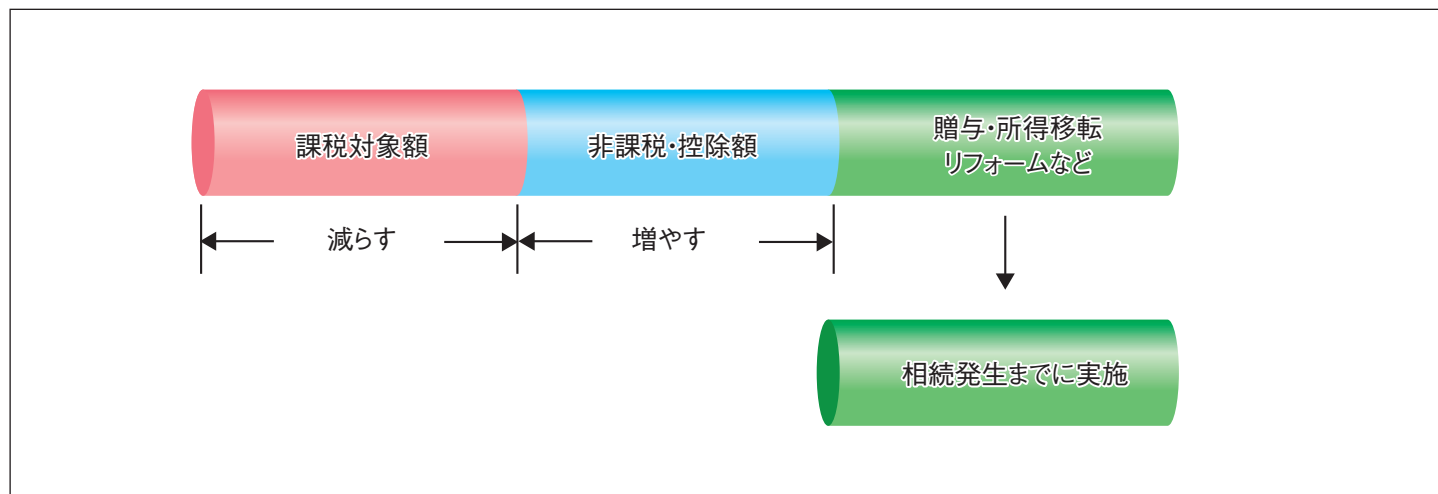 課税対象額
非課税・控除額
贈与・所得移転
リフォームなど
減らす
増やす
相続発生までに実施